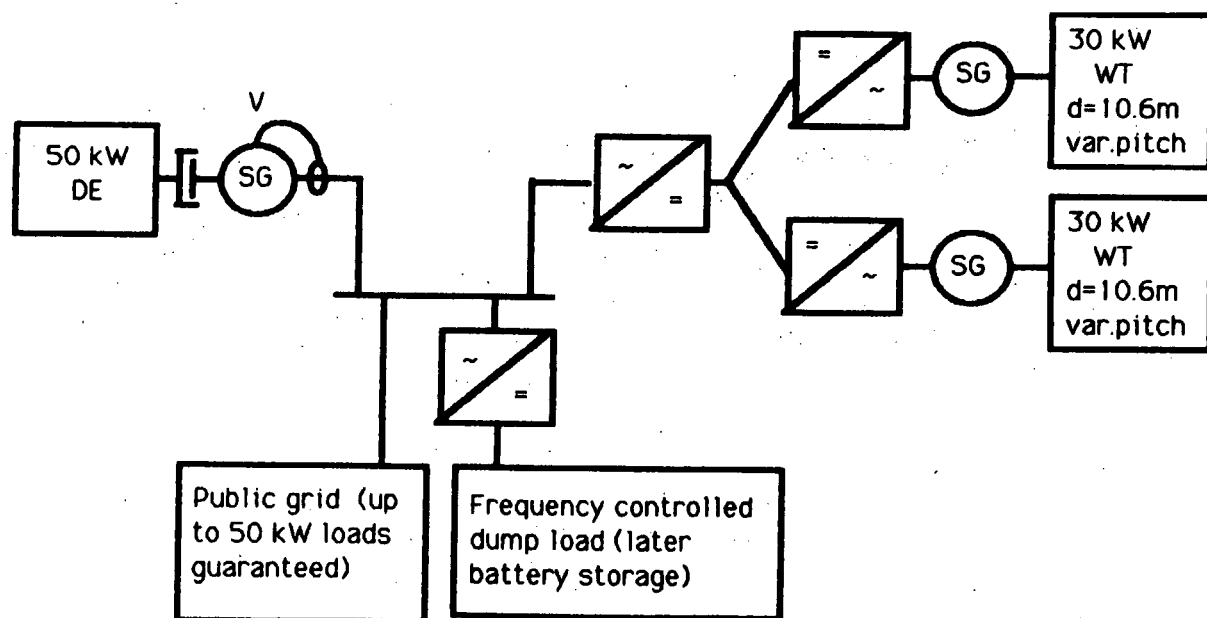 50 kW
DE
V
SG
~
=
=
~
SG
30 kW
WT
d=10.6m
var.pitch
=
~
SG
30 kW
WT
d=10.6m
var.pitch
~
=
Public grid (up
to 50 kW loads
guaranteed)
Frequency controlled
dump load (later
battery storage)